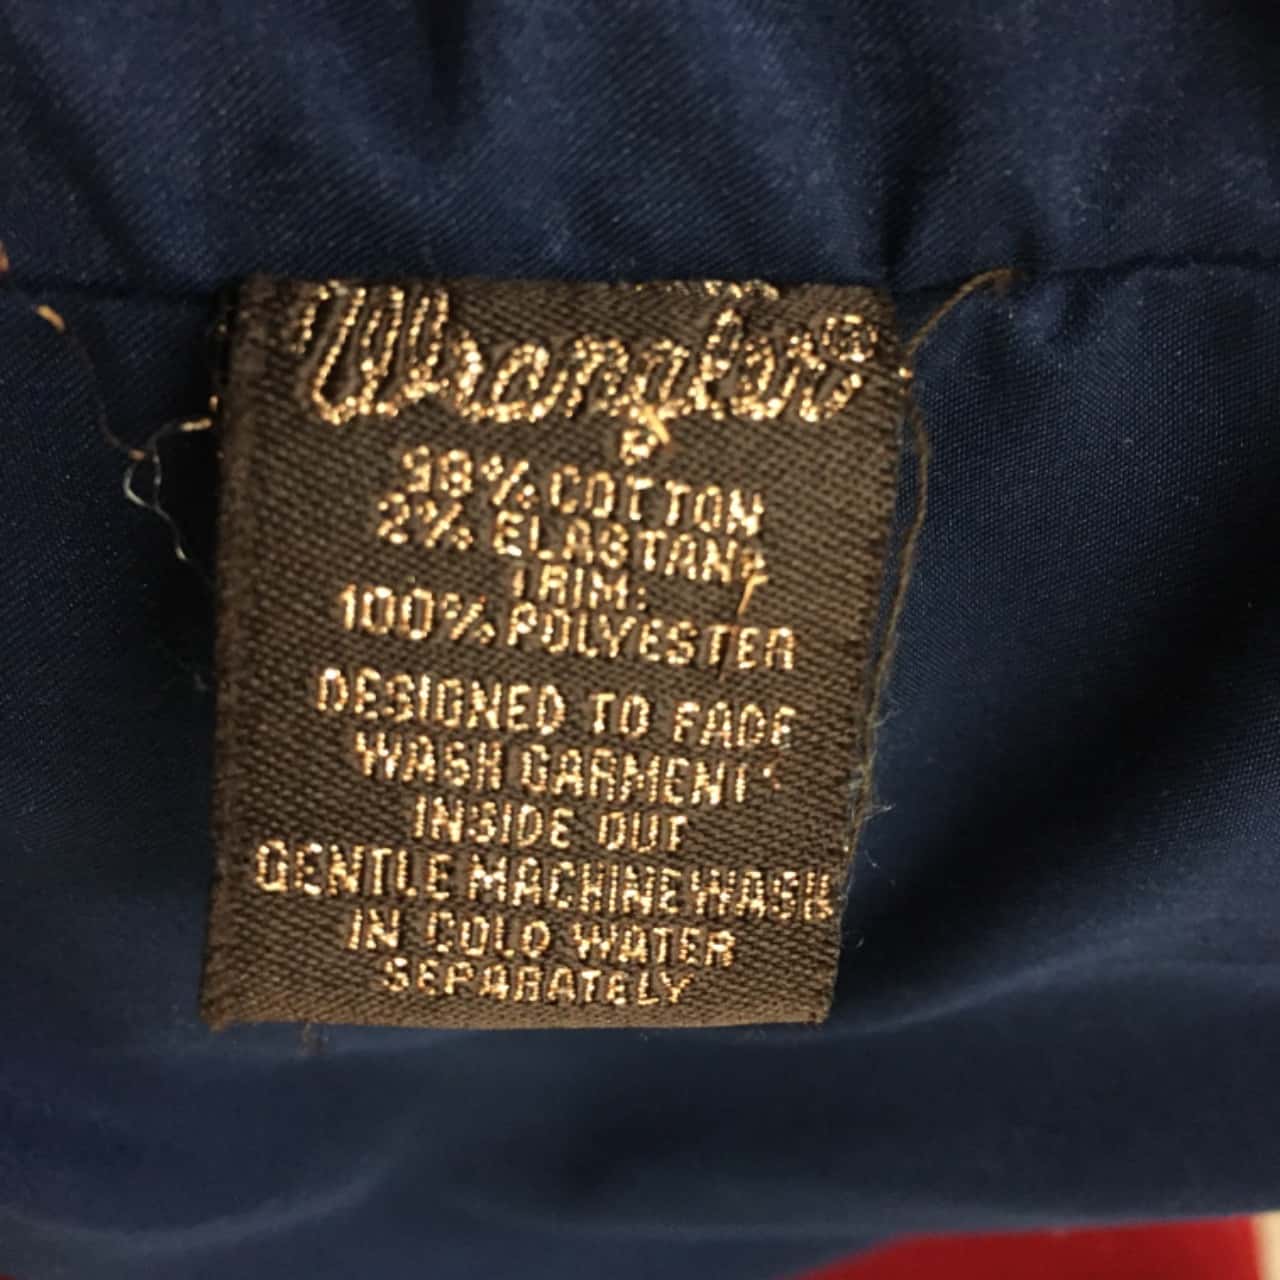 Wrangler®
98% COTTON
2% ELASTANE
TRIM:
100% POLYESTER
DESIGNED TO FADE
WASH GARMENT
INSIDE OUT
GENTLE MACHINE WASH
IN COLD WATER
SEPARATELY